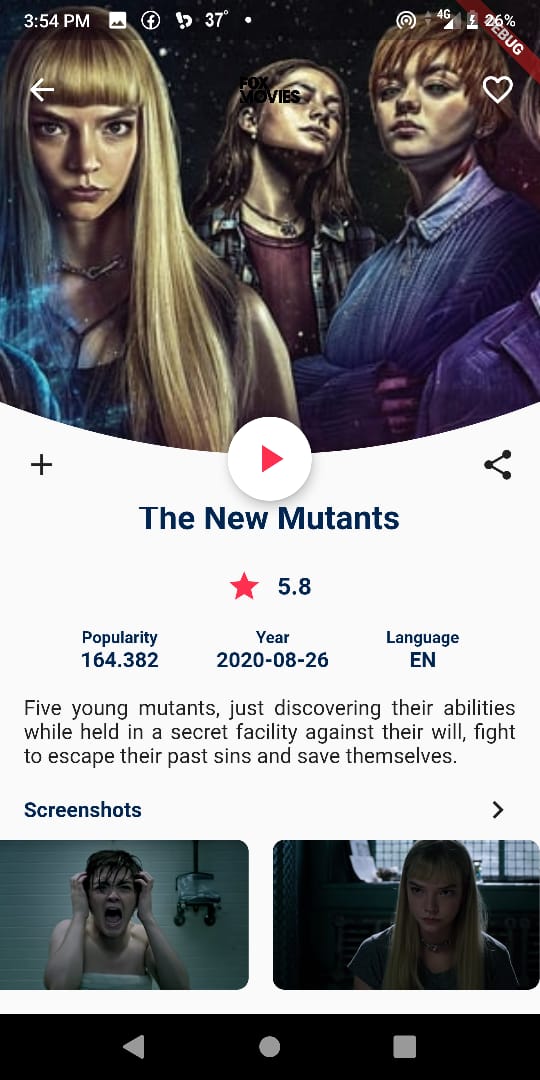 3:54 PM 37° 4G 26%
DEBUG
FOX
MOVIES
The New Mutants
5.8
Popularity Year Language
164.382 2020-08-26 EN
Five young mutants, just discovering their abilities
while held in a secret facility against their will, fight
to escape their past sins and save themselves.
Screenshots